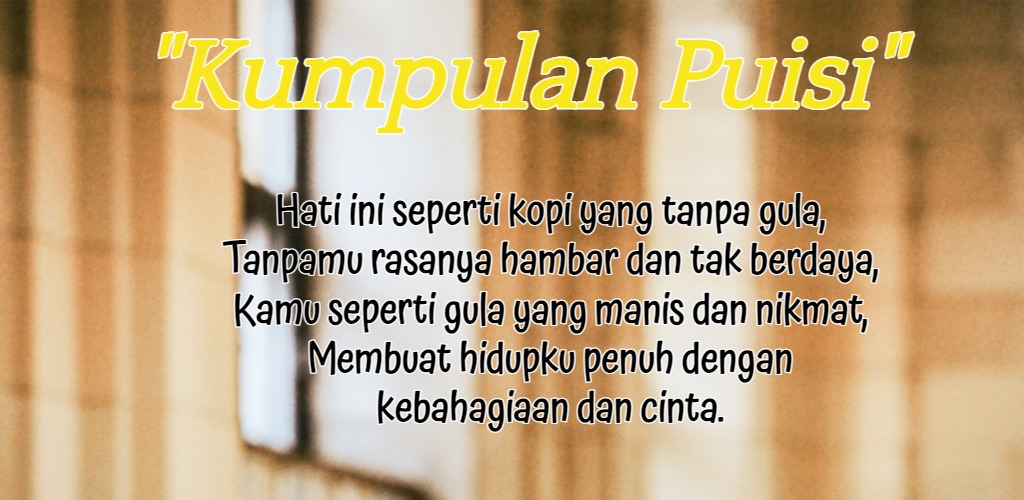 "Kumpulan Puisi"
Hati ini seperti kopi yang tanpa gula,
Tanpamu rasanya hambar dan tak berdaya,
Kamu seperti gula yang manis dan nikmat,
Membuat hidupku penuh dengan
kebahagiaan dan cinta.